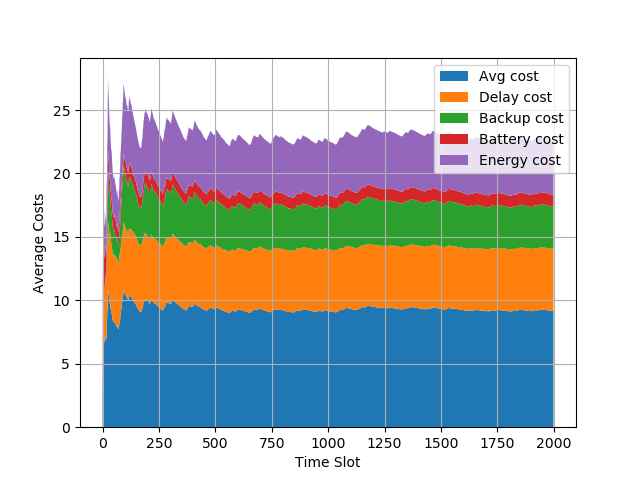 Avg cost
Delay cost
Backup cost
Battery cost
Energy cost
25
20
15
10
5
0
Average Costs
0 250 500 750 1000 1250 1500 1750 2000
Time Slot